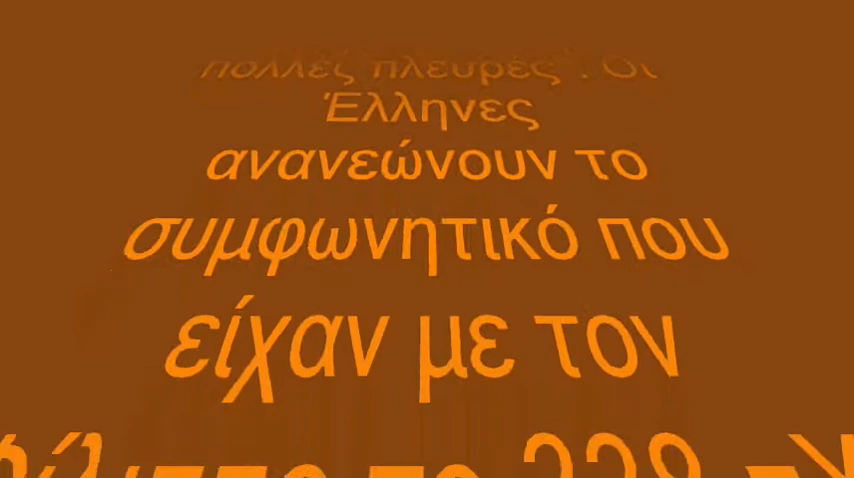 πολλές πλευρές". Οι
Έλληνες
ανανεώνουν το
συμφωνητικό που
είχαν με τον